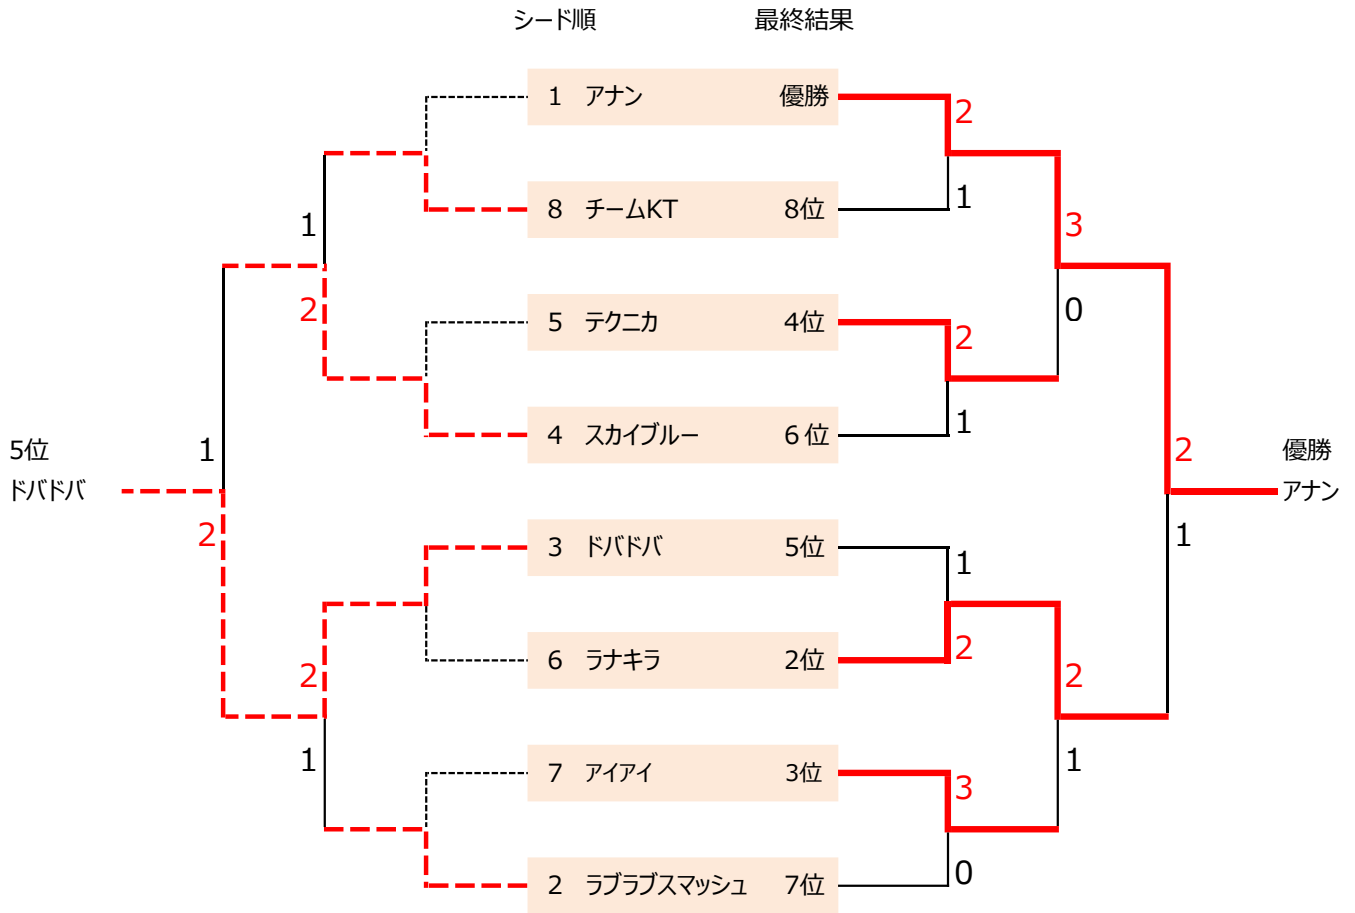 シード順 最終結果
1 アナン 優勝
2
8 チームKT 8位
1
1
3
2
5 テクニカ 4位
2
0
4 スカイブルー 6位
1
5位
ドバドバ
1
2
優勝
アナン
2
3 ドバドバ 5位
1
1
6 ラナキラ 2位
2
2
2
1
7 アイアイ 3位
3
1
2 ラブラブスマッシュ 7位
0